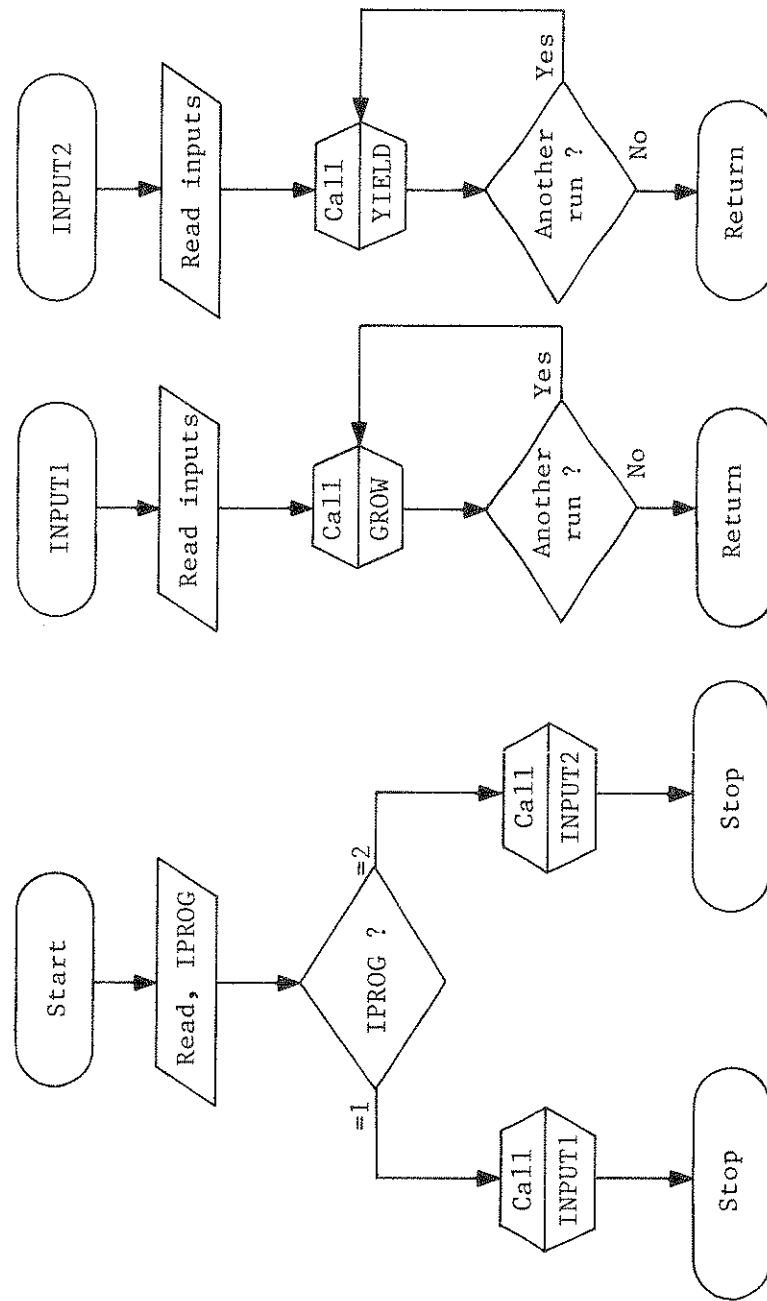 Start
Read, IPROG
IPROG ?
=1
=2
Call
INPUT1
Call
INPUT2
Stop
Stop
INPUT1
Read inputs
Call
GROW
Another
run ?
Yes
No
Return
INPUT2
Read inputs
Call
YIELD
Another
run ?
Yes
No
Return